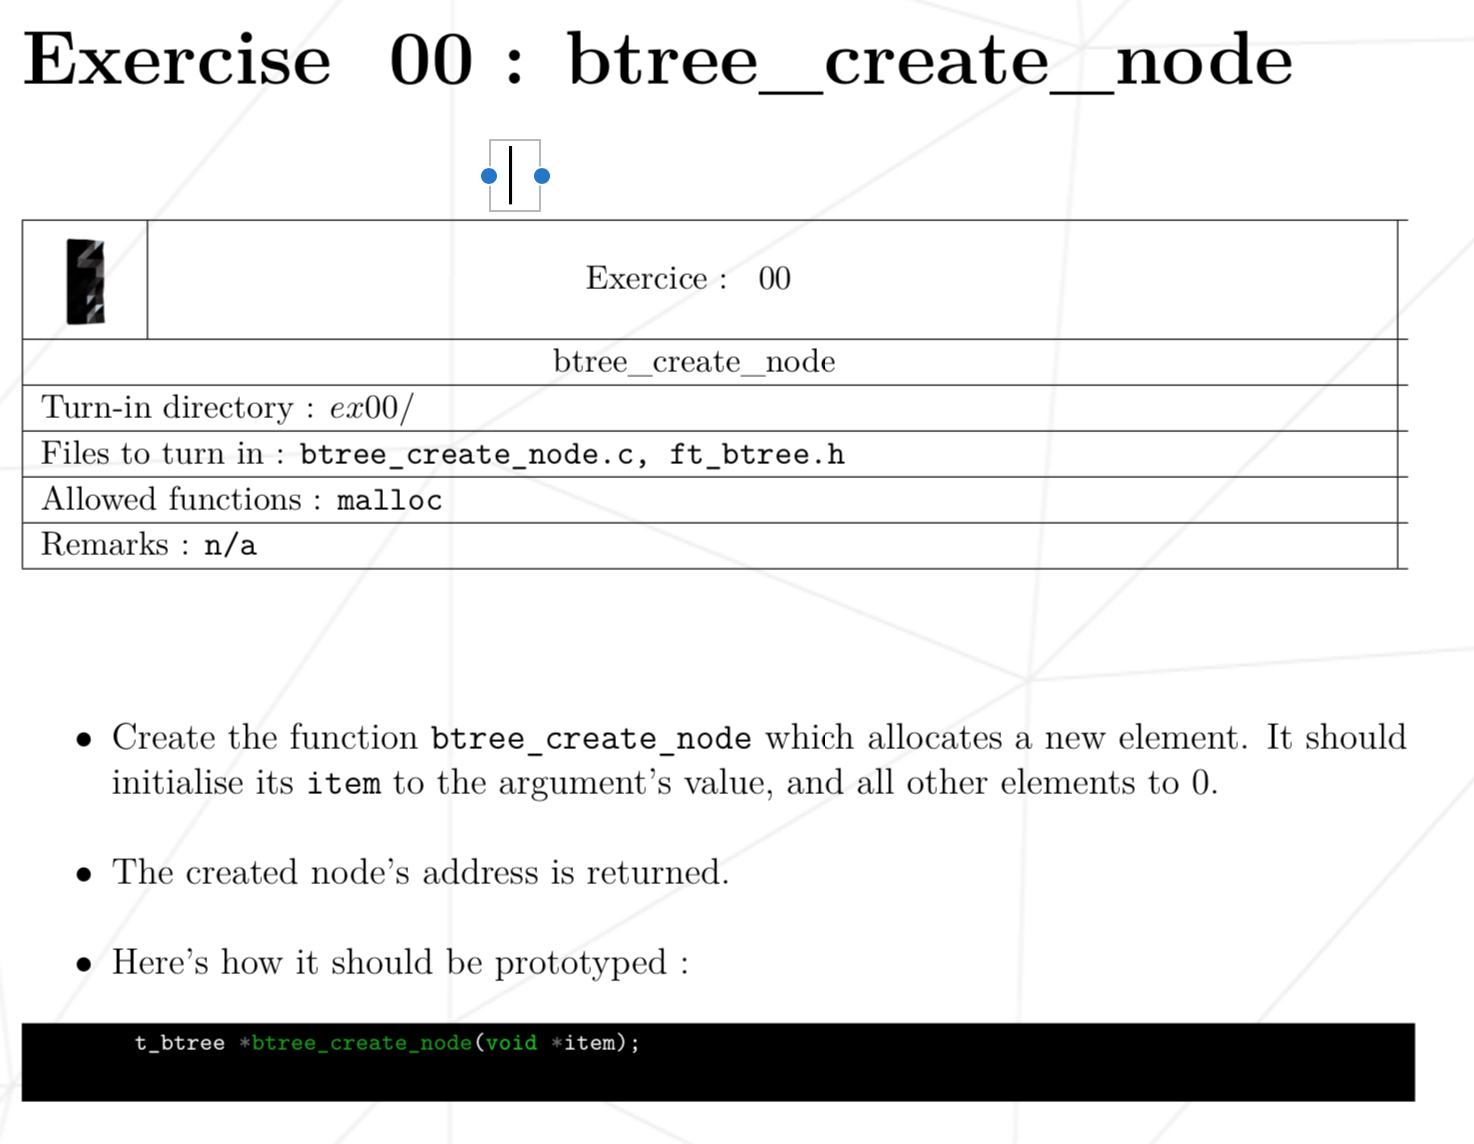 Exercise 00 : btree_create_node
Exercice : 00
btree_create_node
Turn-in directory : ex00/
Files to turn in : btree_create_node.c, ft_btree.h
Allowed functions : malloc
Remarks : n/a
• Create the function btree_create_node which allocates a new element. It should
initialise its item to the argument's value, and all other elements to 0.
• The created node's address is returned.
• Here's how it should be prototyped :
t_btree *btree_create_node(void *item);